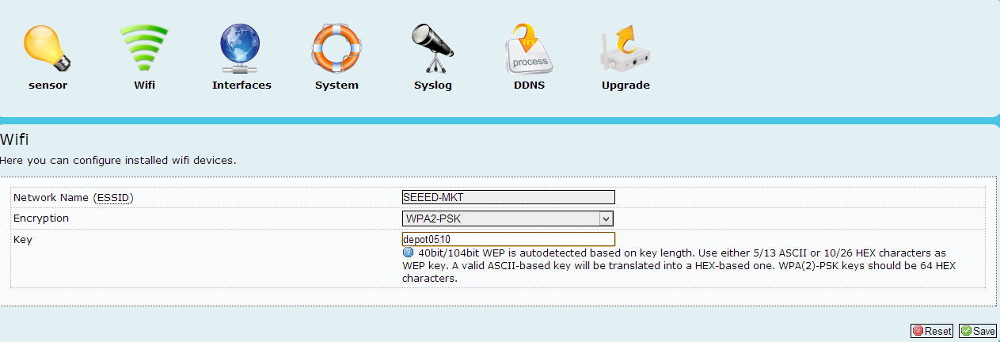 process
sensor Wifi Interfaces System Syslog DDNS Upgrade
Wifi
Here you can configure installed wifi devices.
Network Name (ESSID) SEEED-MKT
Encryption WPA2-PSK
Key depot0510
40bit/104bit WEP is autodetected based on key length. Use either 5/13 ASCII or 10/26 HEX characters as
WEP key. A valid ASCII-based key will be translated into a HEX-based one. WPA(2)-PSK keys should be 64 HEX
characters.
Reset Save